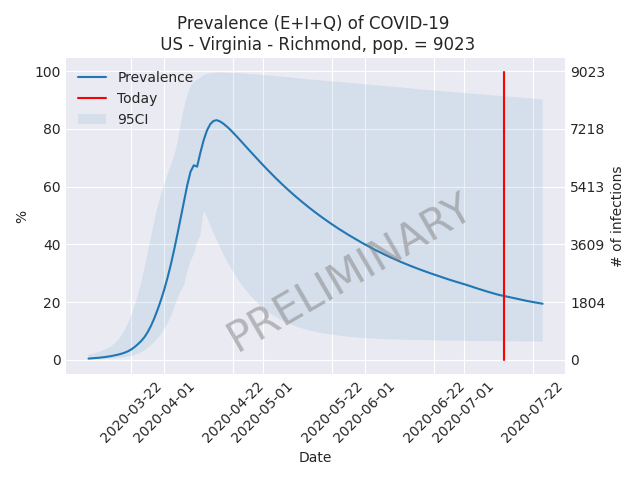 Prevalence (E+I+Q) of COVID-19
US - Virginia - Richmond, pop. = 9023
Prevalence
Today
95CI
100
80
60
40
20
0
%
9023
7218
5413
3609
1804
0
# of infections
PRELIMINARY
2020-03-22
2020-04-01
2020-04-22
2020-05-01
2020-05-22
2020-06-01
2020-06-22
2020-07-01
2020-07-22
Date